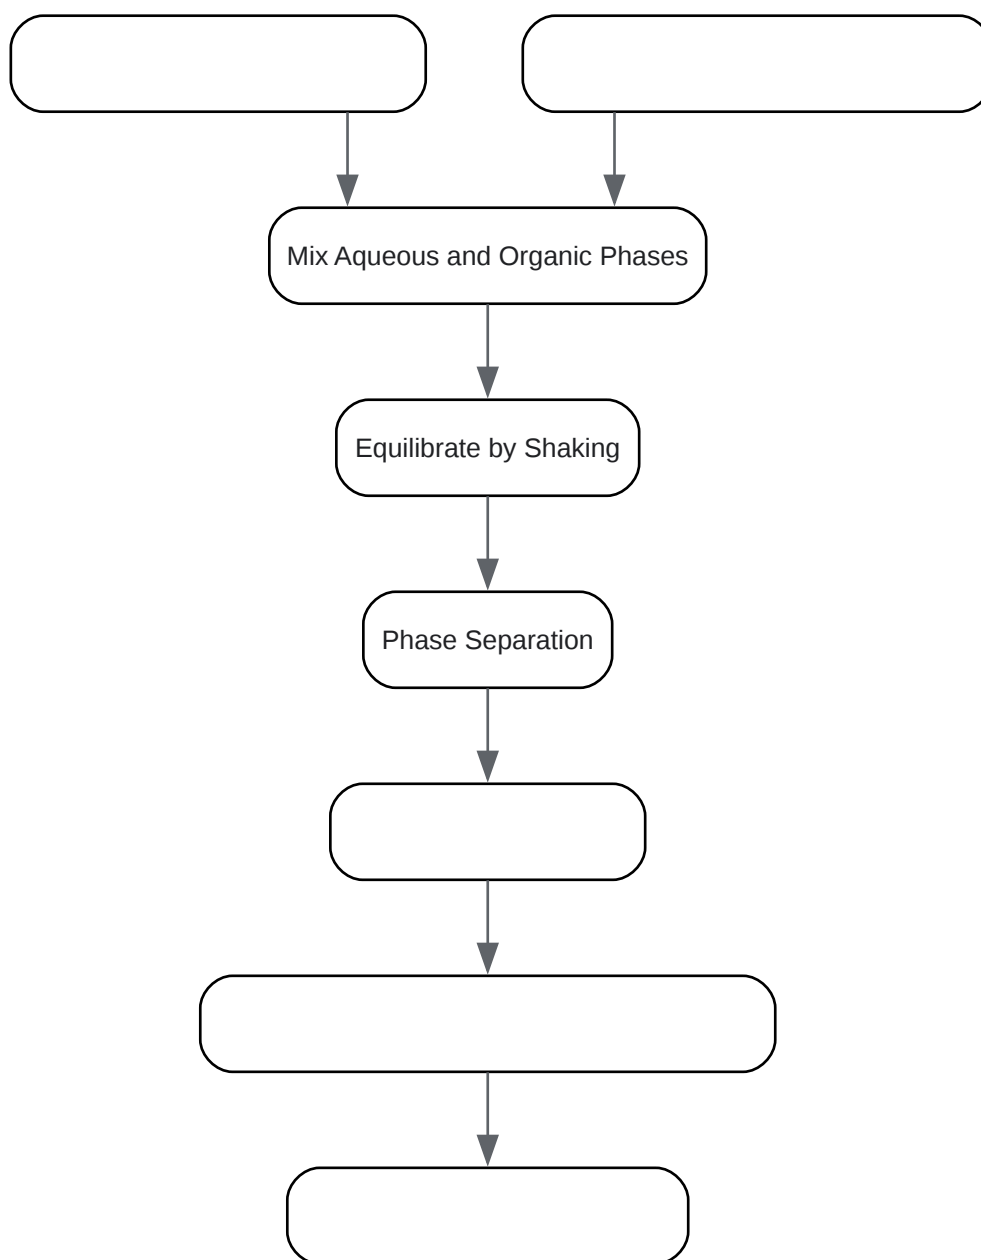 Mix Aqueous and Organic Phases
Equilibrate by Shaking
Phase Separation